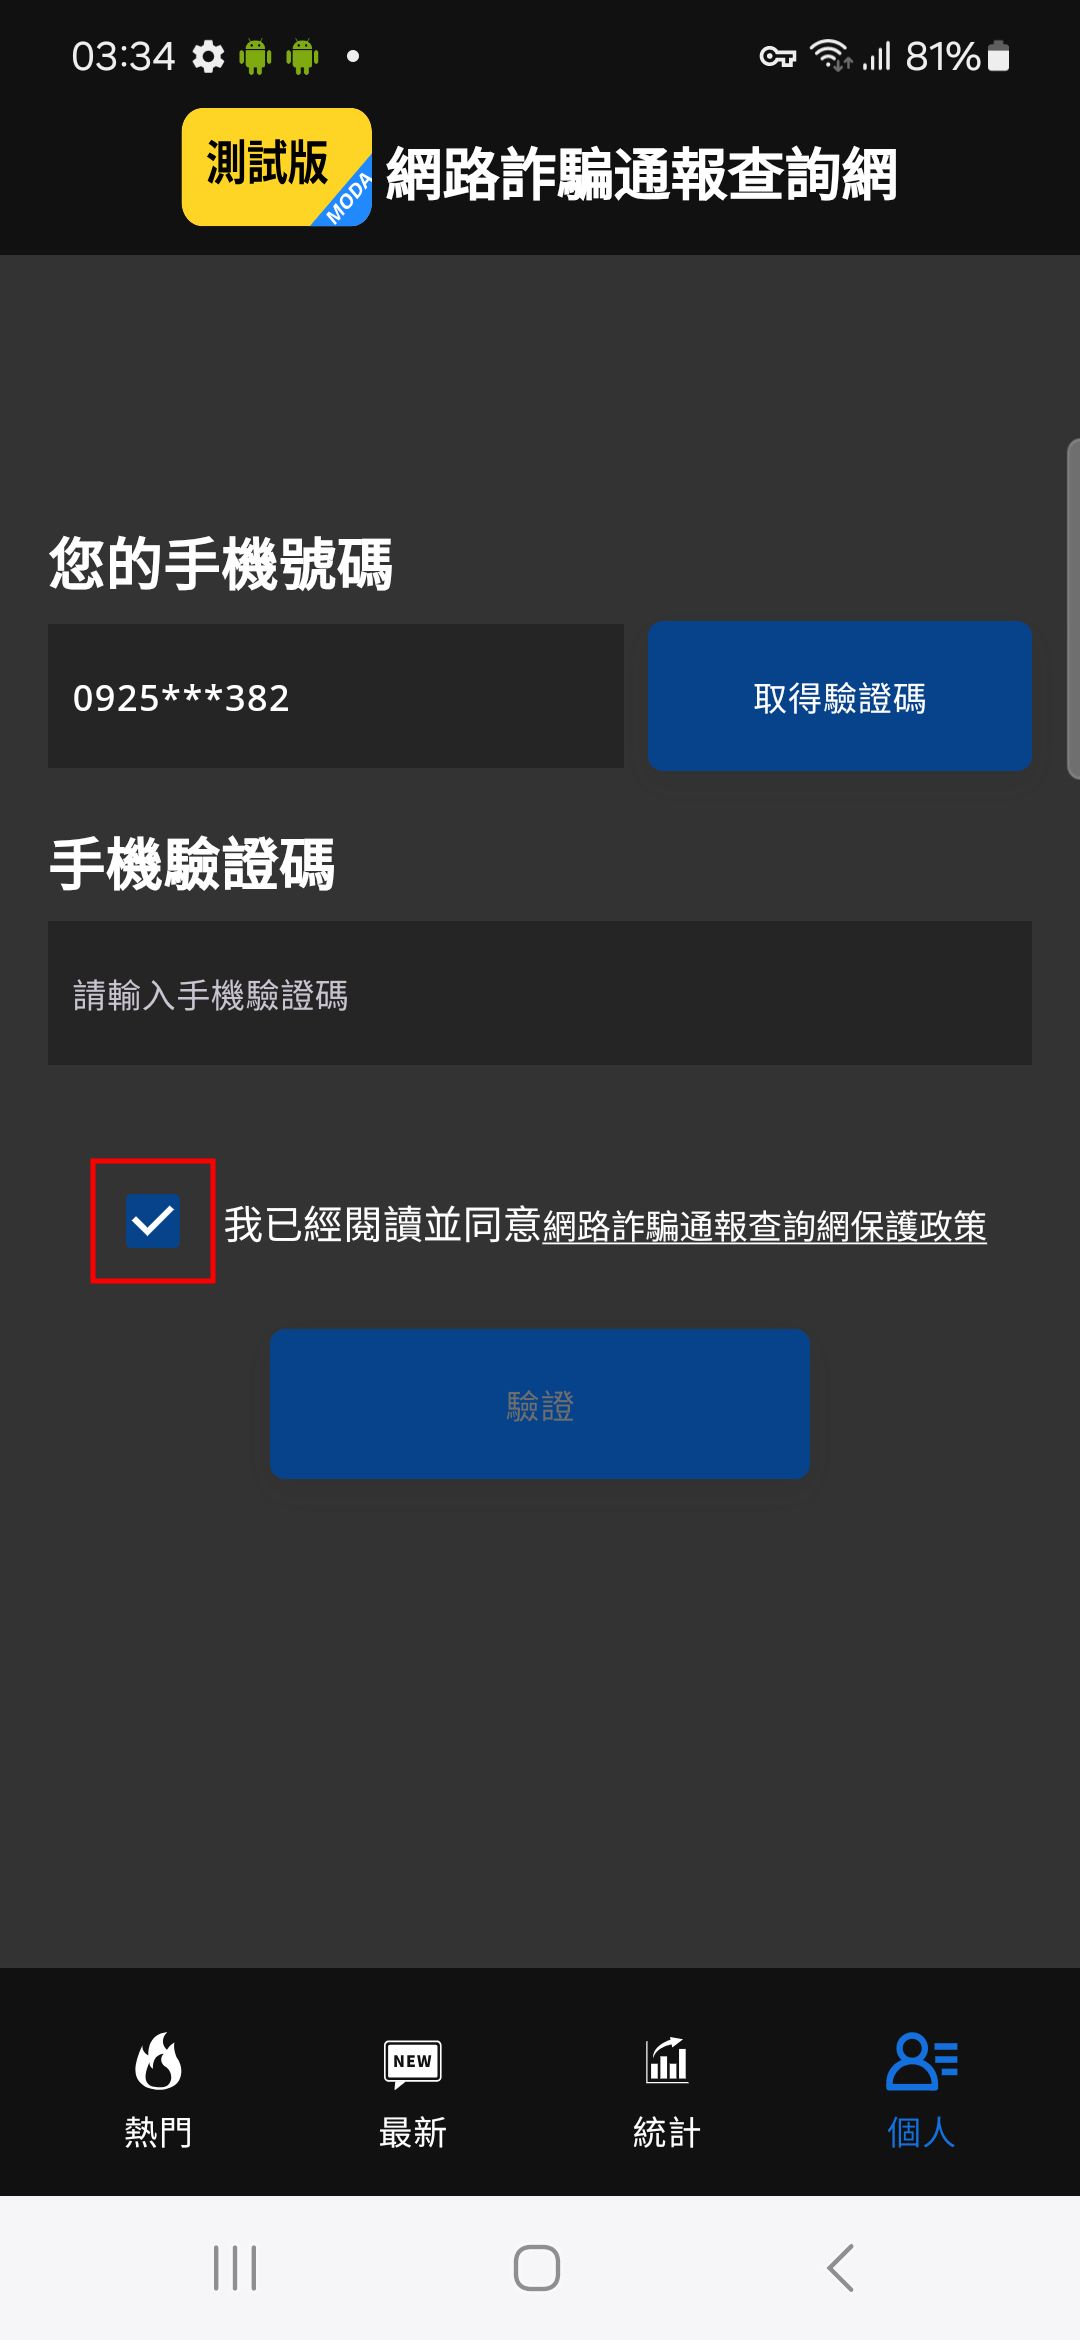 03:34
81%
測試版
MODA
網路詐騙通報查詢網
您的手機號碼
0925***382
取得驗證碼
手機驗證碼
請輸入手機驗證碼
我已經閱讀並同意網路詐騙通報查詢網保護政策
驗證
NEW
熱門
最新
統計
個人